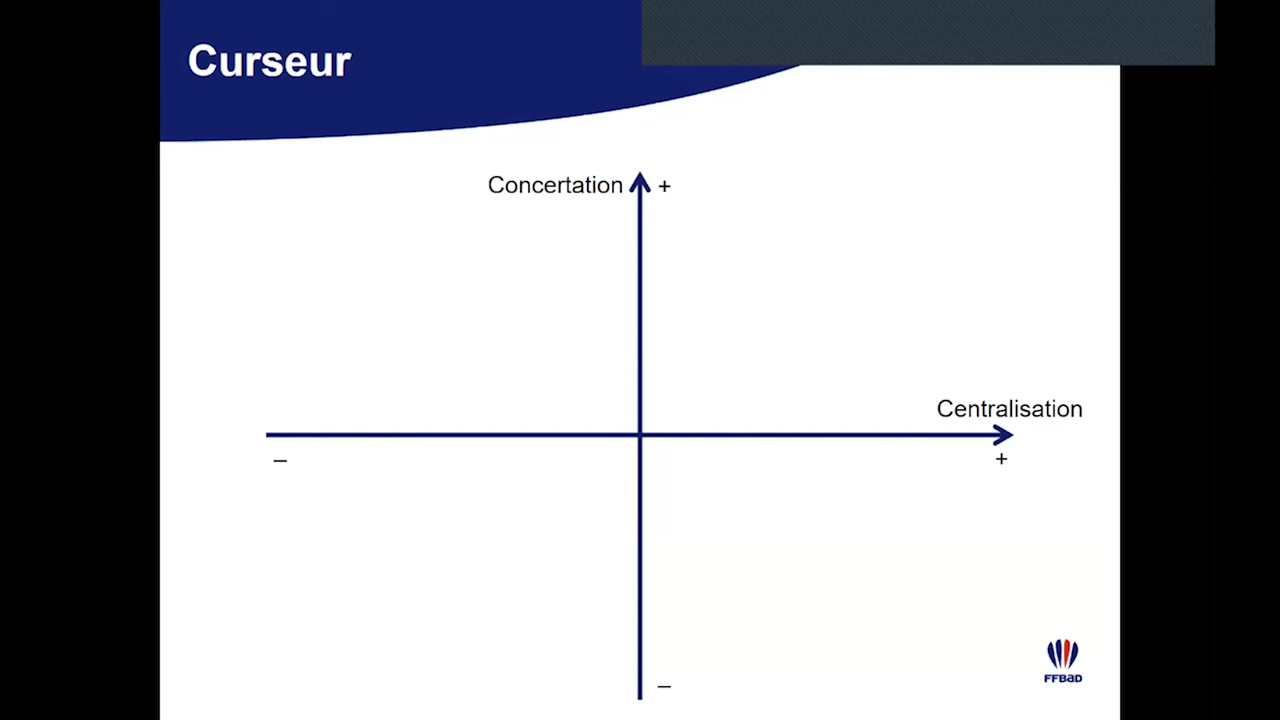 Curseur
Concertation +
Centralisation
– +
FFBaD
–